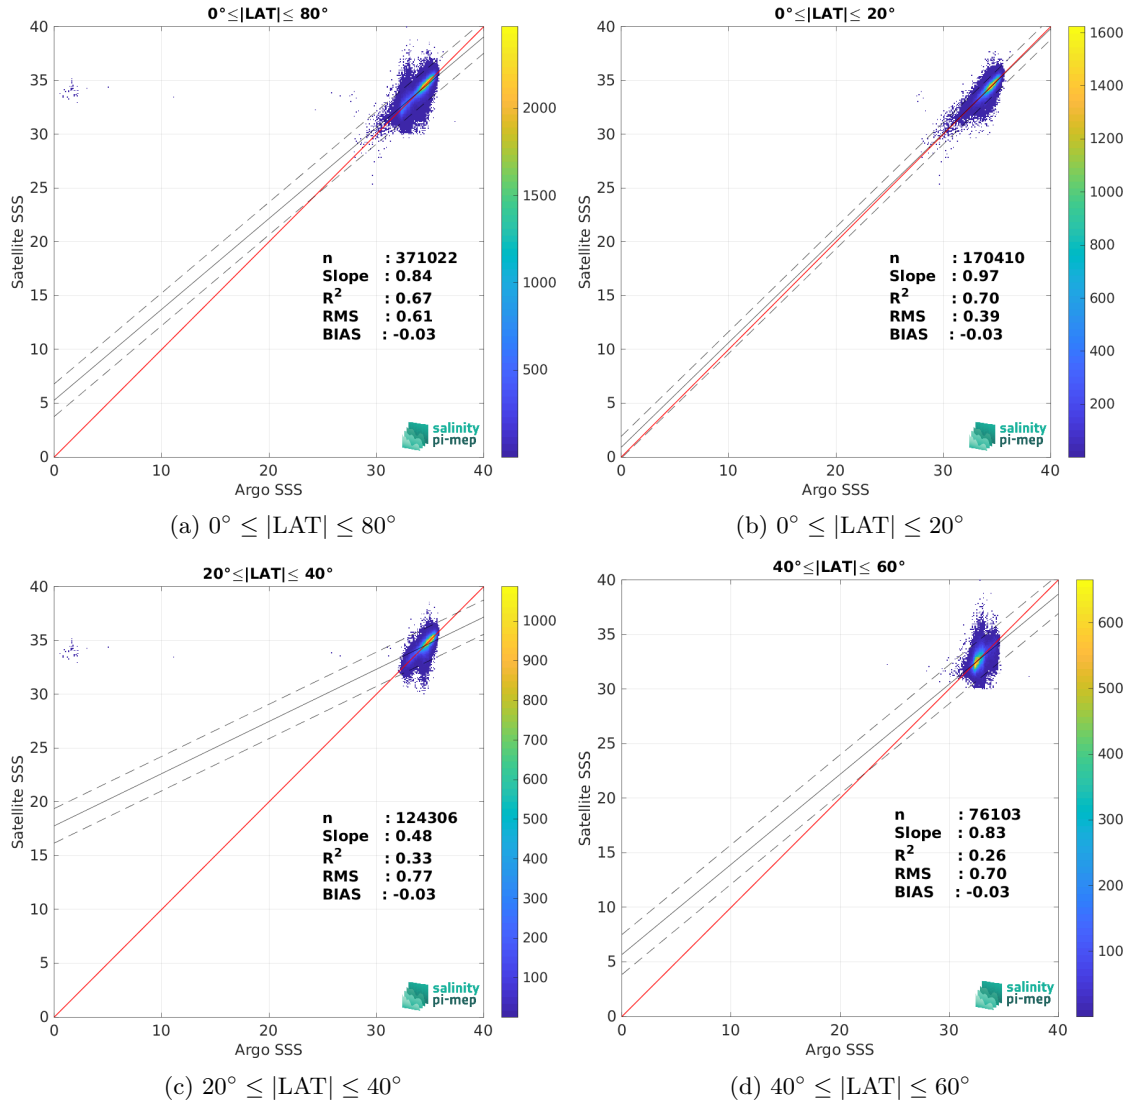 0°≤|LAT|≤ 80°
40
35
30
25
20
15
10
5
0
Satellite SSS
0
10
20
30
40
Argo SSS
2000
1500
1000
500
n : 371022
Slope : 0.84
R² : 0.67
RMS : 0.61
BIAS : -0.03
salinity
pi-mep
(a) 0° ≤ |LAT| ≤ 80°
0°≤|LAT|≤ 20°
40
35
30
25
20
15
10
5
0
Satellite SSS
0
10
20
30
40
Argo SSS
1600
1400
1200
1000
800
600
400
200
n : 170410
Slope : 0.97
R² : 0.70
RMS : 0.39
BIAS : -0.03
salinity
pi-mep
(b) 0° ≤ |LAT| ≤ 20°
20°≤|LAT|≤ 40°
40
35
30
25
20
15
10
5
0
Satellite SSS
0
10
20
30
40
Argo SSS
1000
900
800
700
600
500
400
300
200
100
n : 124306
Slope : 0.48
R² : 0.33
RMS : 0.77
BIAS : -0.03
salinity
pi-mep
(c) 20° ≤ |LAT| ≤ 40°
40°≤|LAT|≤ 60°
40
35
30
25
20
15
10
5
0
Satellite SSS
0
10
20
30
40
Argo SSS
600
500
400
300
200
100
n : 76103
Slope : 0.83
R² : 0.26
RMS : 0.70
BIAS : -0.03
salinity
pi-mep
(d) 40° ≤ |LAT| ≤ 60°